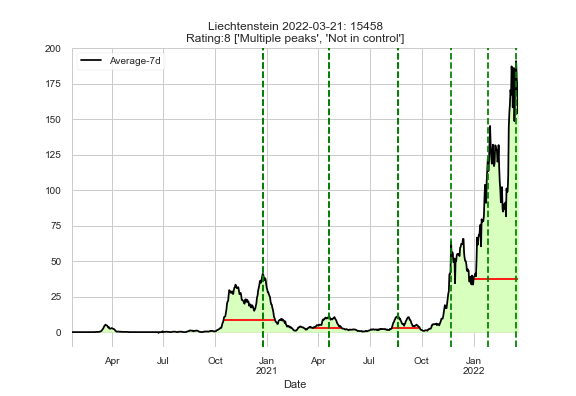 Liechtenstein 2022-03-21: 15458
Rating:8 ['Multiple peaks', 'Not in control']
200
175
150
125
100
75
50
25
0
Average-7d
Apr Jul Oct Jan Apr Jul Oct Jan
2021 2022
Date